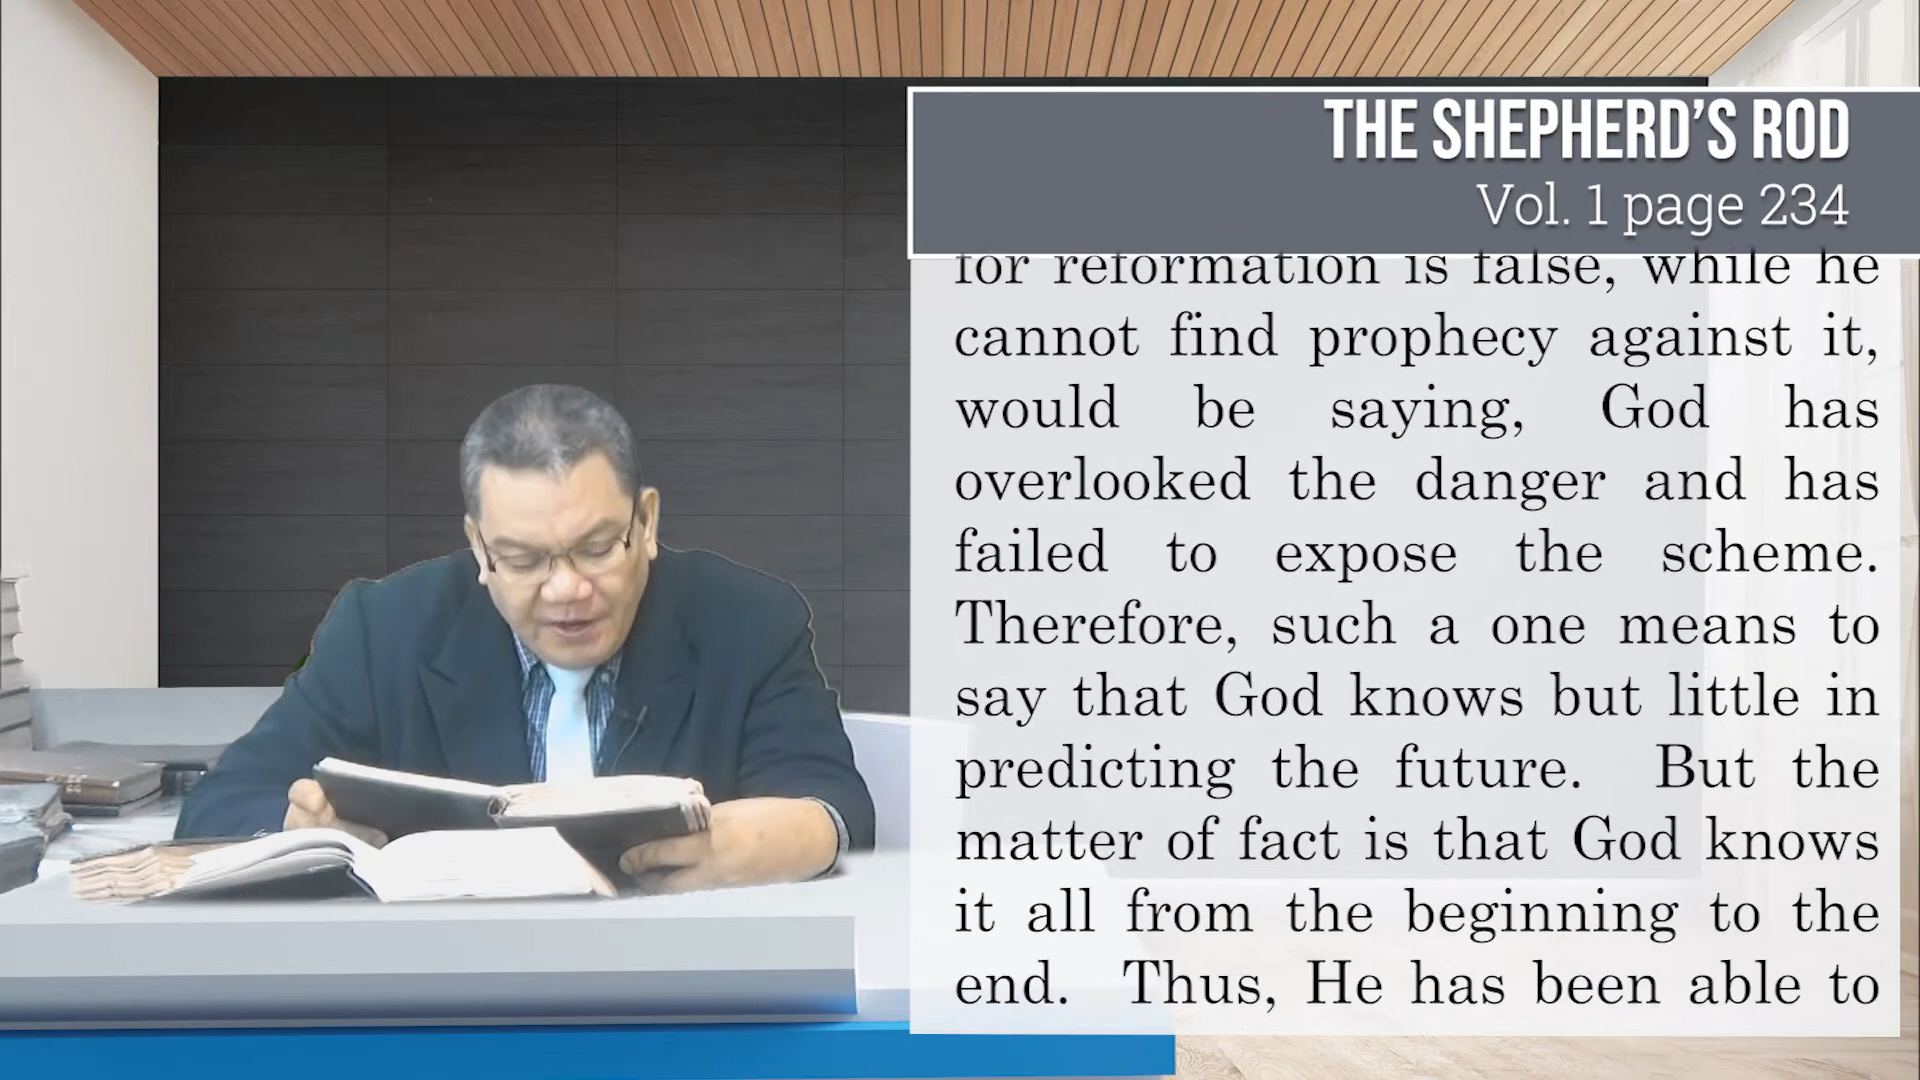 THE SHEPHERD’S ROD
Vol. 1 page 234
for reformation is false, while he
cannot find prophecy against it,
would be saying, God has
overlooked the danger and has
failed to expose the scheme.
Therefore, such a one means to
say that God knows but little in
predicting the future. But the
matter of fact is that God knows
it all from the beginning to the
end. Thus, He has been able to